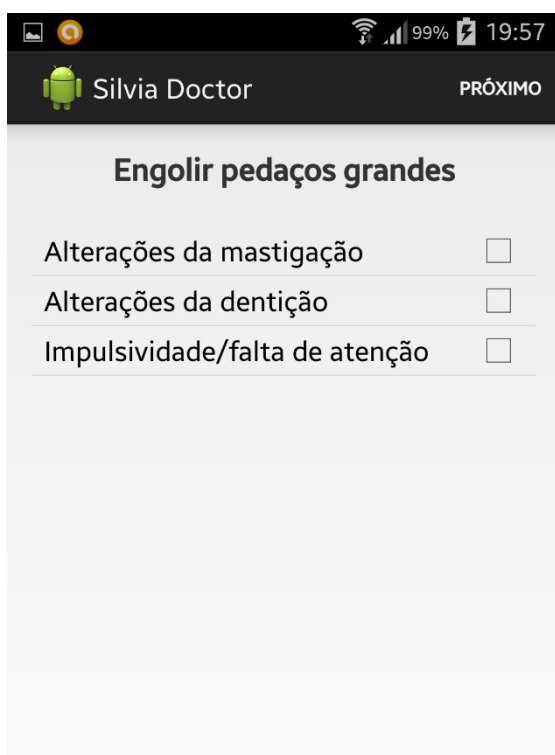 99% 19:57
Silvia Doctor PRÓXIMO
Engolir pedaços grandes
Alterações da mastigação
Alterações da dentição
Impulsividade/falta de atenção